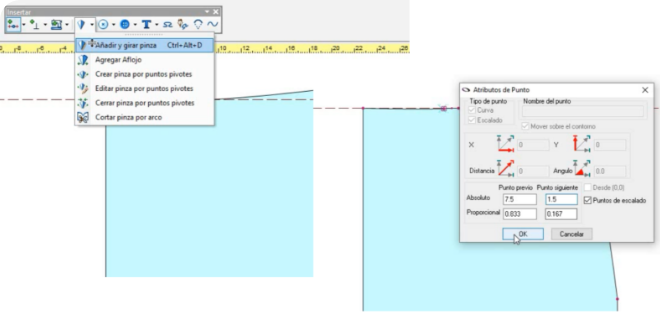 Insertar
-8 -6 -4 10 12 14 16 18 20 22 24 26
Añadir y girar pinza Ctrl+Alt+D
Agregar Aflojo
Crear pinza por puntos pivotes
Editar pinza por puntos pivotes
Cerrar pinza por puntos pivotes
Cortar pinza por arco
Atributos de Punto
Tipo de punto Nombre del punto
Curva
Escalado
Mover sobre el contorno
X 0 Y 0
Distancia 0 Angulo 0.0
Punto previo Punto siguiente Desde (0,0)
Absoluto 7.5 1.5 Puntos de escalado
Proporcional 0.833 0.167
OK Cancelar